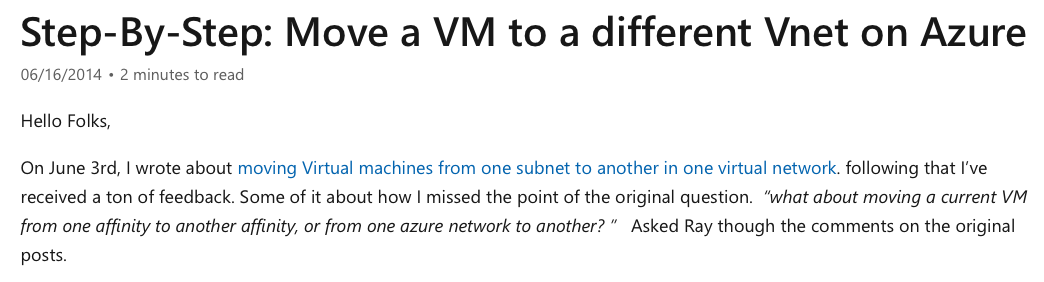 Step-By-Step: Move a VM to a different Vnet on Azure
06/16/2014 • 2 minutes to read
Hello Folks,
On June 3rd, I wrote about moving Virtual machines from one subnet to another in one virtual network. following that I’ve
received a ton of feedback. Some of it about how I missed the point of the original question.  “what about moving a current VM
from one affinity to another affinity, or from one azure network to another? ”   Asked Ray though the comments on the original
posts.